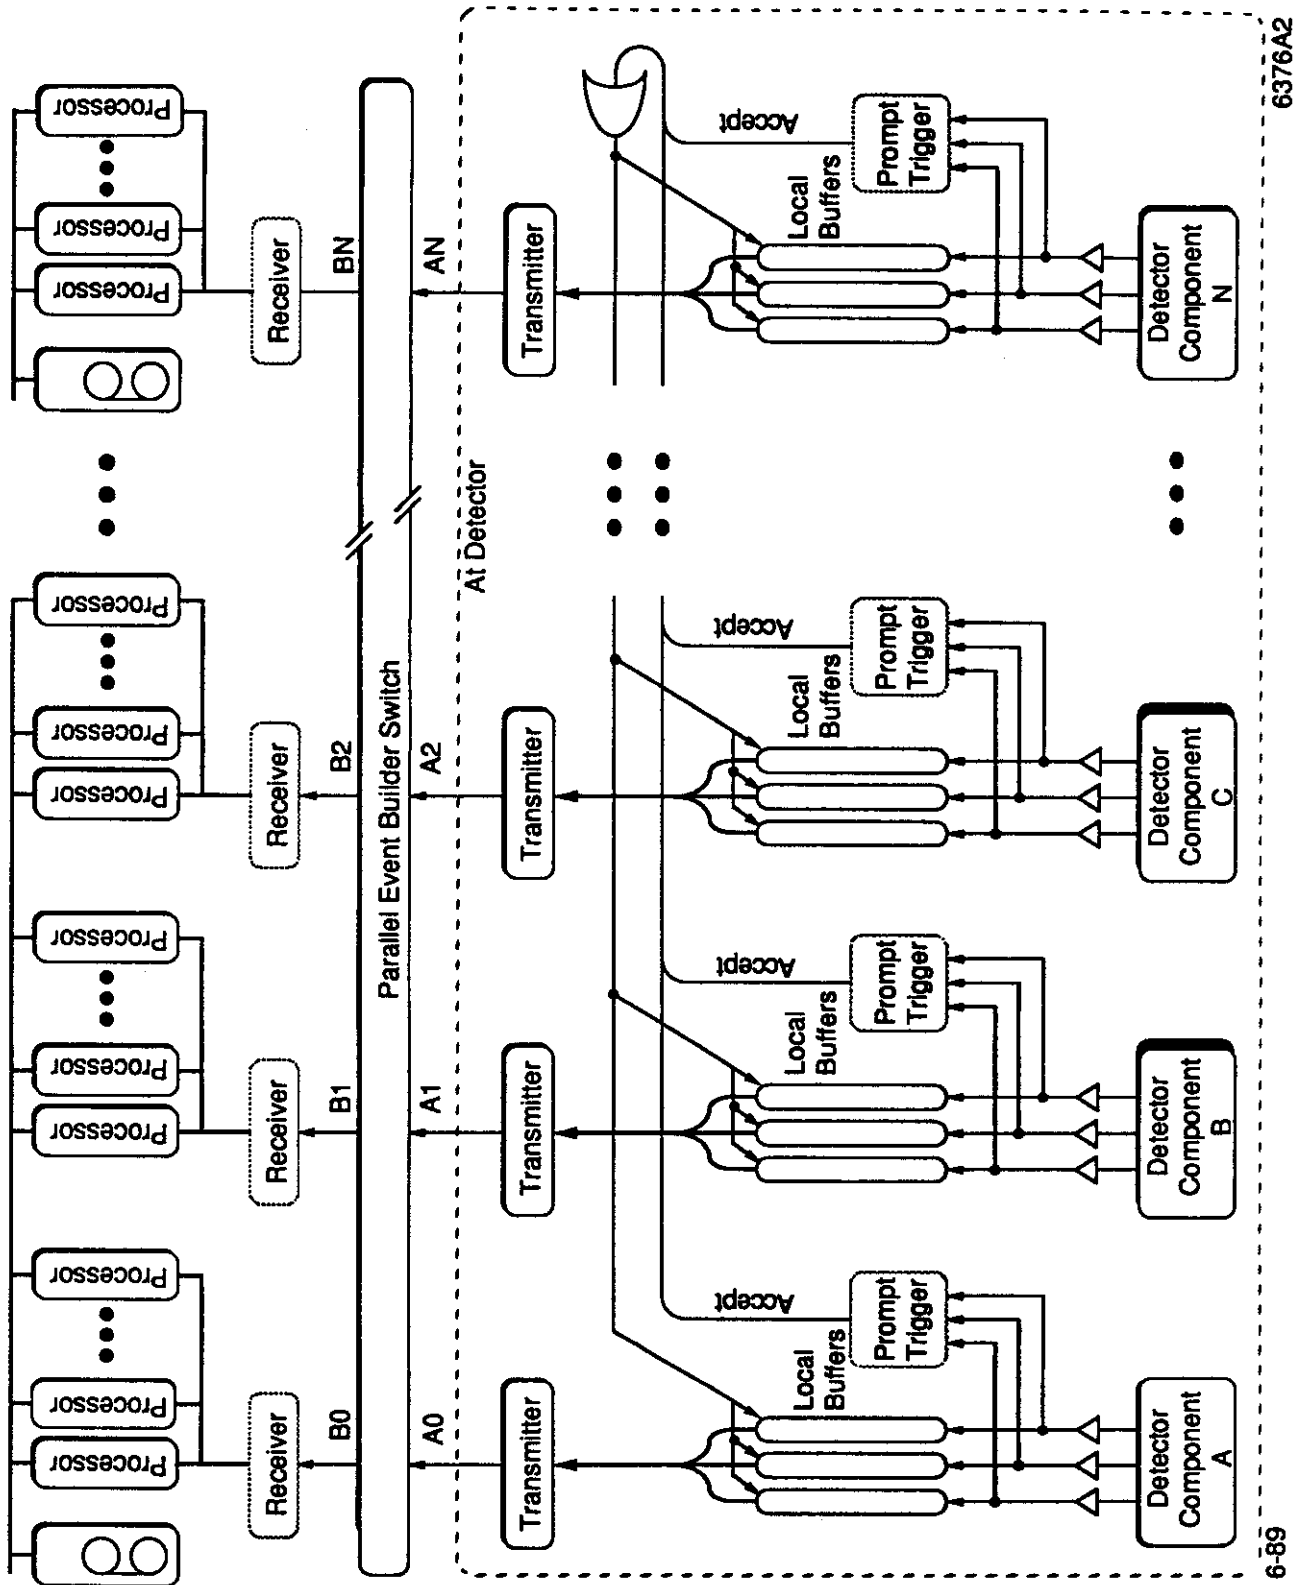 Processor
Processor
Processor
Processor
Processor
Processor
Processor
Processor
Processor
Processor
Processor
Processor
Receiver
Receiver
Receiver
Receiver
B0
B1
B2
BN
Parallel Event Builder Switch
A0
A1
A2
AN
At Detector
Transmitter
Transmitter
Transmitter
Transmitter
Accept
Accept
Accept
Accept
Local
Buffers
Local
Buffers
Local
Buffers
Local
Buffers
Prompt
Trigger
Prompt
Trigger
Prompt
Trigger
Prompt
Trigger
Detector
Component
A
Detector
Component
B
Detector
Component
C
Detector
Component
N
6-89
6376A2